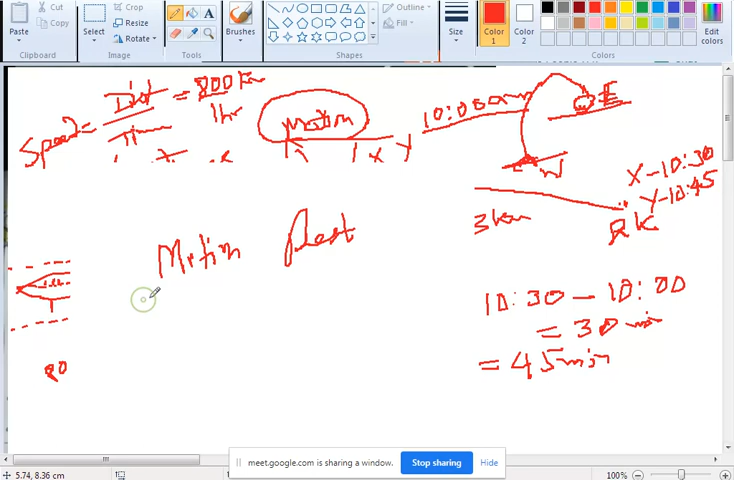 Cut
Copy
Paste
Clipboard
Crop
Resize
Rotate
Select
Image
A
Tools
Brushes
Outline
Fill
Shapes
Size
Color 1
Color 2
Edit colors
Colors
Speed = Dist / Time = 800 km / 1hr
motion
10:00 am
E
W
X-10:30
Y-10:45
3 km
RK
Motion Rest
10:30 - 10:00
= 30 min
= 45 min
80
meet.google.com is sharing a window.
Stop sharing
Hide
5.74, 8.36 cm
100%